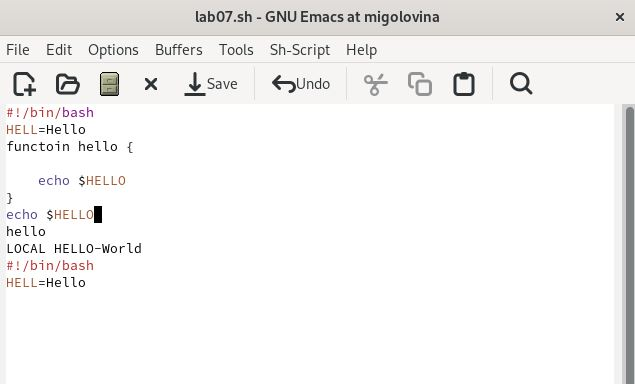 lab07.sh - GNU Emacs at migolovina
File Edit Options Buffers Tools Sh-Script Help
Save Undo
#!/bin/bash
HELL=Hello
functoin hello {
echo $HELLO
}
echo $HELLO
hello
LOCAL HELLO-World
#!/bin/bash
HELL=Hello